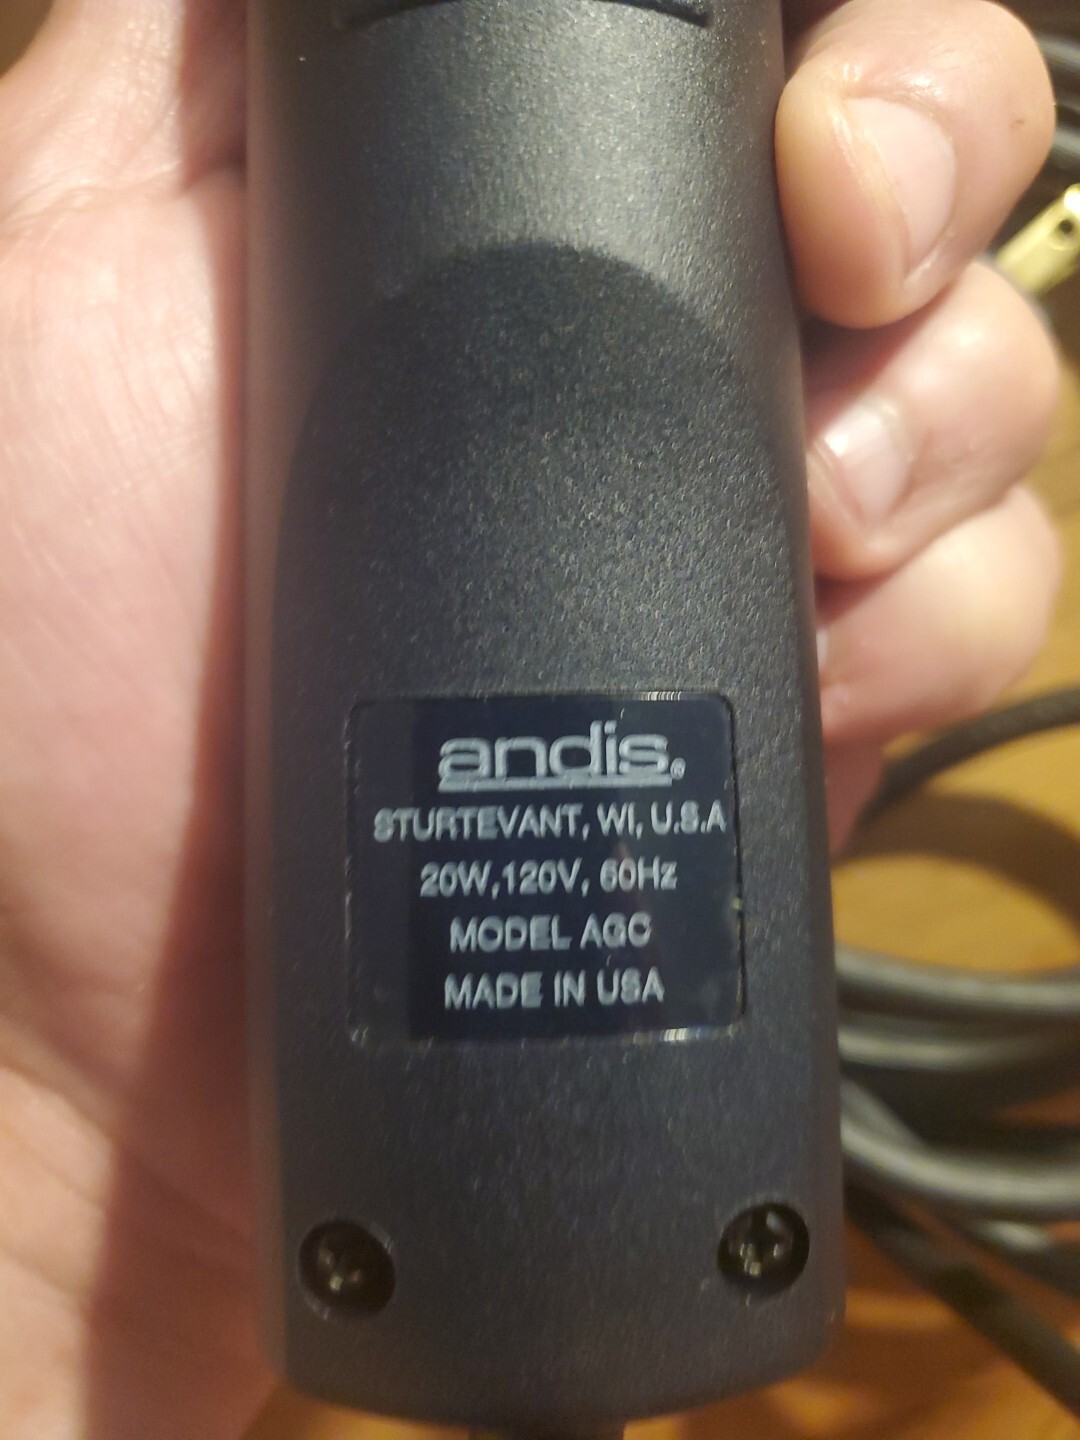 andis®
STURTEVANT, WI, U.S.A
20W,120V, 60Hz
MODEL AGC
MADE IN USA